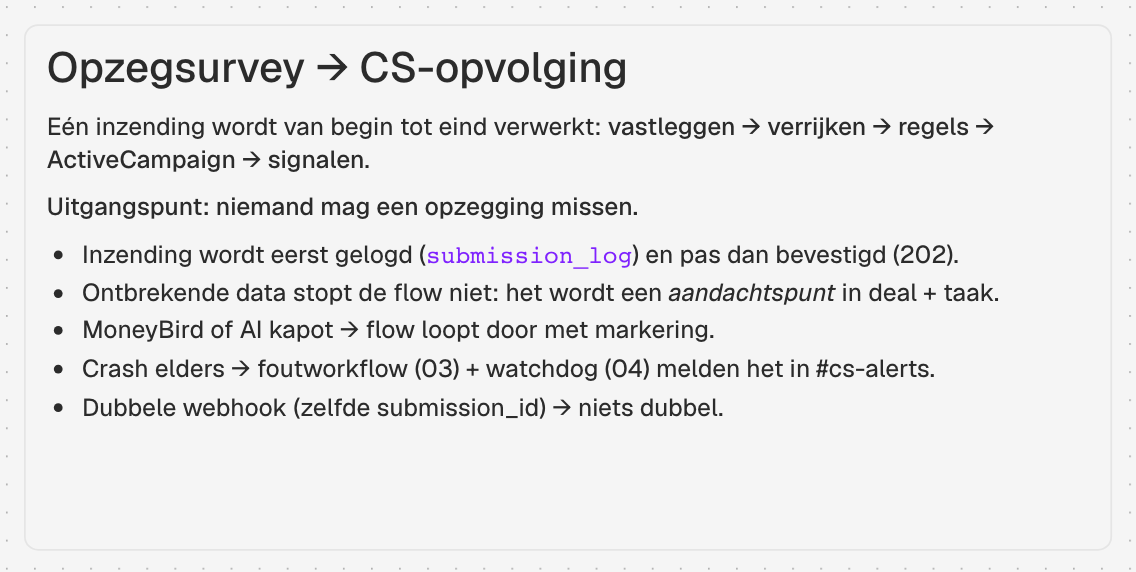 Opzegsurvey → CS-opvolging
Eén inzending wordt van begin tot eind verwerkt: vastleggen → verrijken → regels →
ActiveCampaign → signalen.
Uitgangspunt: niemand mag een opzegging missen.
• Inzending wordt eerst gelogd (submission_log) en pas dan bevestigd (202).
• Ontbrekende data stopt de flow niet: het wordt een aandachtspunt in deal + taak.
• MoneyBird of AI kapot → flow loopt door met markering.
• Crash elders → foutworkflow (03) + watchdog (04) melden het in #cs-alerts.
• Dubbele webhook (zelfde submission_id) → niets dubbel.